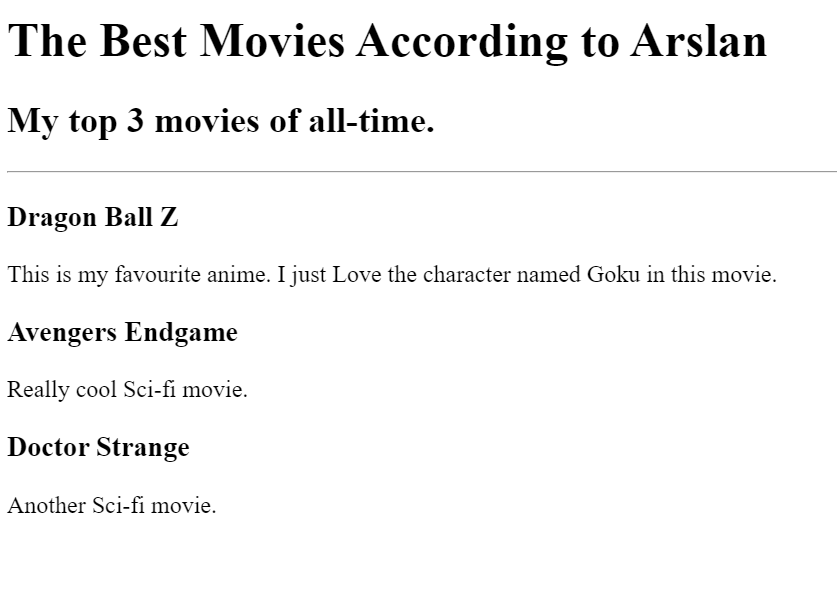 The Best Movies According to Arslan
My top 3 movies of all-time.
Dragon Ball Z
This is my favourite anime. I just Love the character named Goku in this movie.
Avengers Endgame
Really cool Sci-fi movie.
Doctor Strange
Another Sci-fi movie.